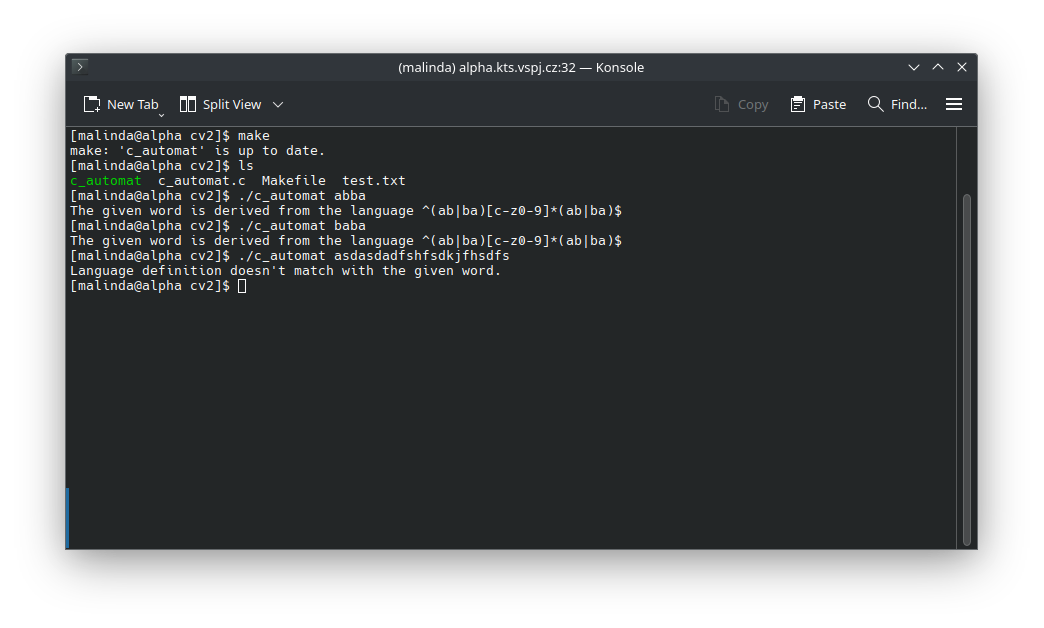 (malinda) alpha.kts.vspj.cz:32 — Konsole
New Tab Split View Copy Paste Find...
[malinda@alpha cv2]$ make
make: 'c_automat' is up to date.
[malinda@alpha cv2]$ ls
c_automat  c_automat.c  Makefile  test.txt
[malinda@alpha cv2]$ ./c_automat abba
The given word is derived from the language ^(ab|ba)[c-z0-9]*(ab|ba)$
[malinda@alpha cv2]$ ./c_automat baba
The given word is derived from the language ^(ab|ba)[c-z0-9]*(ab|ba)$
[malinda@alpha cv2]$ ./c_automat asdasdadfshfsdkjfhsdfs
Language definition doesn't match with the given word.
[malinda@alpha cv2]$